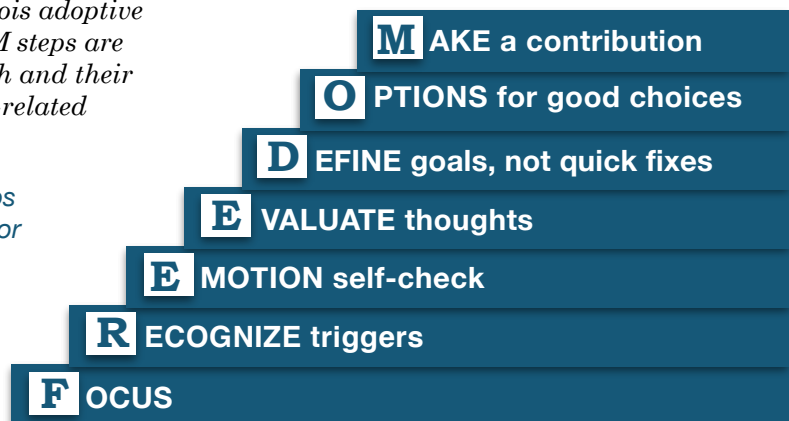 ois adoptive
M steps are
h and their
related
os
or
MAKE a contribution
OPTIONS for good choices
DEFINE goals, not quick fixes
EVALUATE thoughts
EMOTION self-check
RECOGNIZE triggers
FOCUS